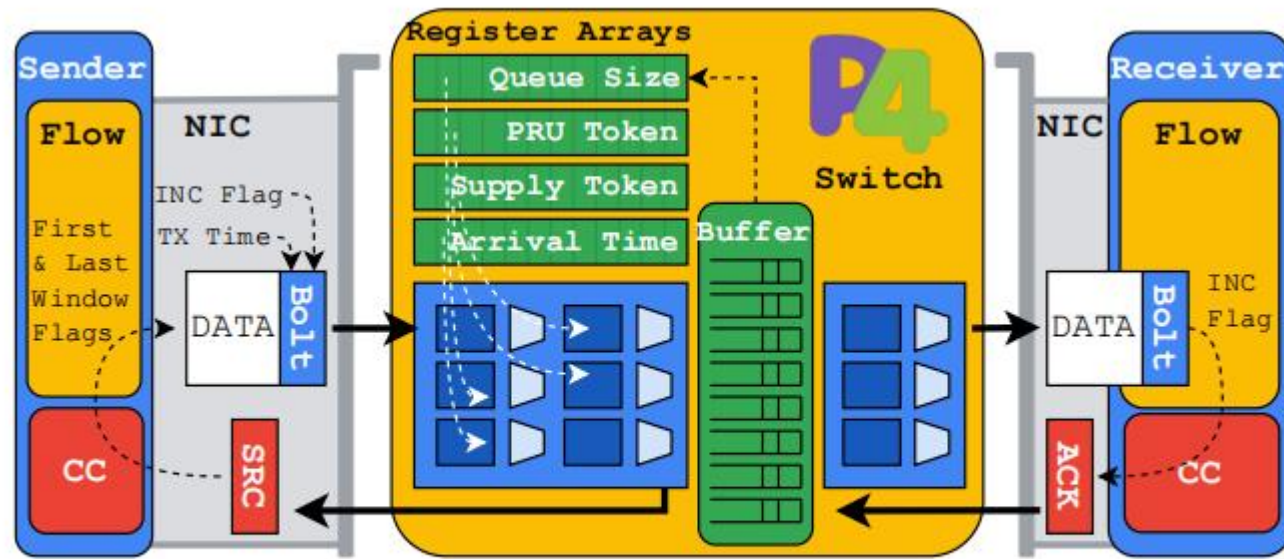 Sender
Flow
First
& Last
Window
Flags
CC
NIC
INC Flag
TX Time
DATA
Bolt
SRC
Register Arrays
Queue Size
PRU Token
Supply Token
Arrival Time
P4
Switch
Buffer
NIC
DATA
Bolt
ACK
Receiver
Flow
INC
Flag
CC